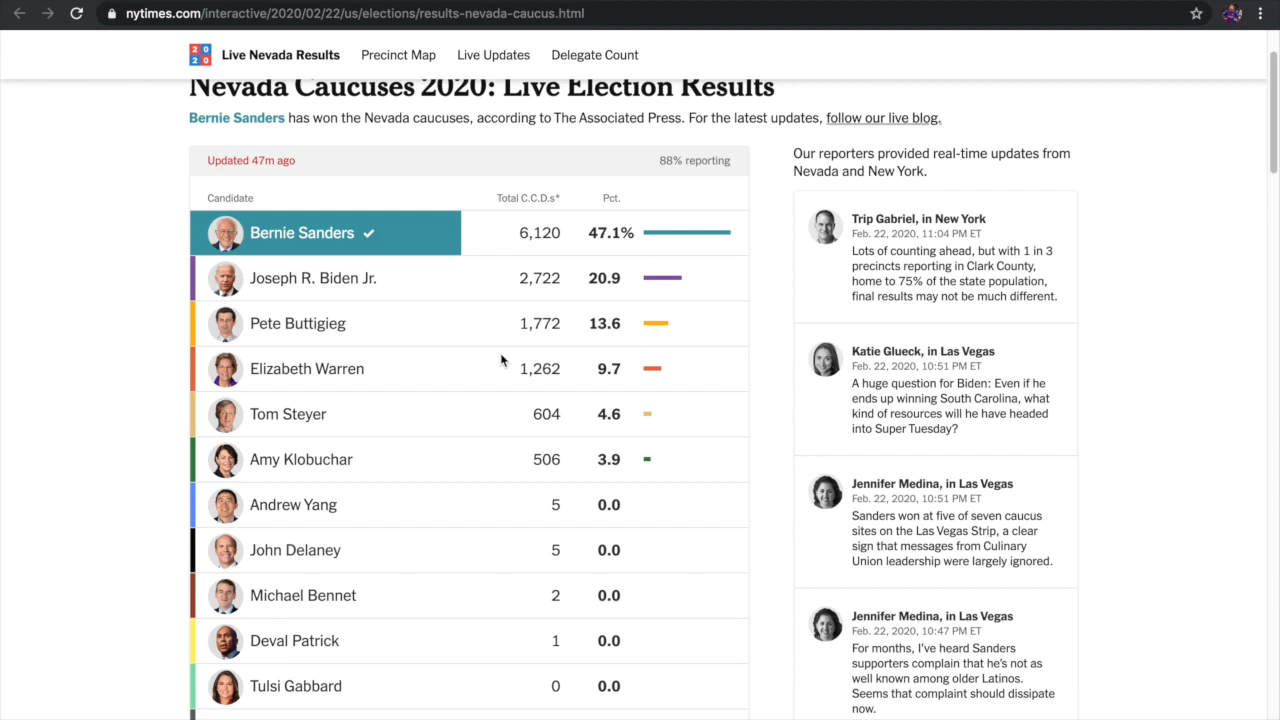 nytimes.com/interactive/2020/02/22/us/elections/results-nevada-caucus.html
20
20
Live Nevada Results Precinct Map Live Updates Delegate Count
Nevada Caucuses 2020: Live Election Results
Bernie Sanders has won the Nevada caucuses, according to The Associated Press. For the latest updates, follow our live blog.
Updated 47m ago 88% reporting
Candidate Total C.C.D.s* Pct.
Bernie Sanders ✓ 6,120 47.1%
Joseph R. Biden Jr. 2,722 20.9
Pete Buttigieg 1,772 13.6
Elizabeth Warren 1,262 9.7
Tom Steyer 604 4.6
Amy Klobuchar 506 3.9
Andrew Yang 5 0.0
John Delaney 5 0.0
Michael Bennet 2 0.0
Deval Patrick 1 0.0
Tulsi Gabbard 0 0.0
Our reporters provided real-time updates from
Nevada and New York.
Trip Gabriel, in New York
Feb. 22, 2020, 11:04 PM ET
Lots of counting ahead, but with 1 in 3
precincts reporting in Clark County,
home to 75% of the state population,
final results may not be much different.
Katie Glueck, in Las Vegas
Feb. 22, 2020, 10:51 PM ET
A huge question for Biden: Even if he
ends up winning South Carolina, what
kind of resources will he have headed
into Super Tuesday?
Jennifer Medina, in Las Vegas
Feb. 22, 2020, 10:51 PM ET
Sanders won at five of seven caucus
sites on the Las Vegas Strip, a clear
sign that messages from Culinary
Union leadership were largely ignored.
Jennifer Medina, in Las Vegas
Feb. 22, 2020, 10:47 PM ET
For months, I've heard Sanders
supporters complain that he's not as
well known among older Latinos.
Seems that complaint should dissipate
now.